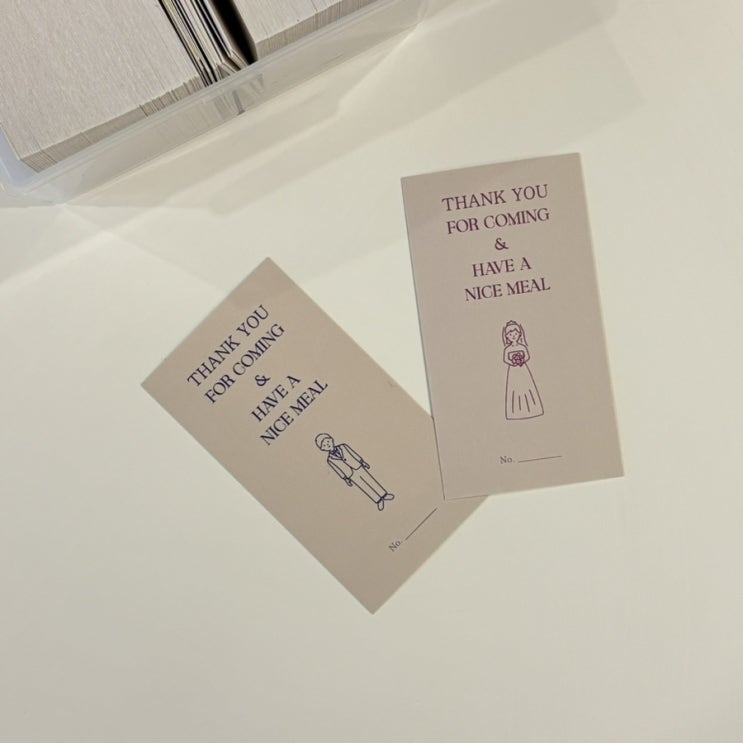 THANK YOU
FOR COMING
&
HAVE A
NICE MEAL
No.
THANK YOU
FOR COMING
&
HAVE A
NICE MEAL
No.